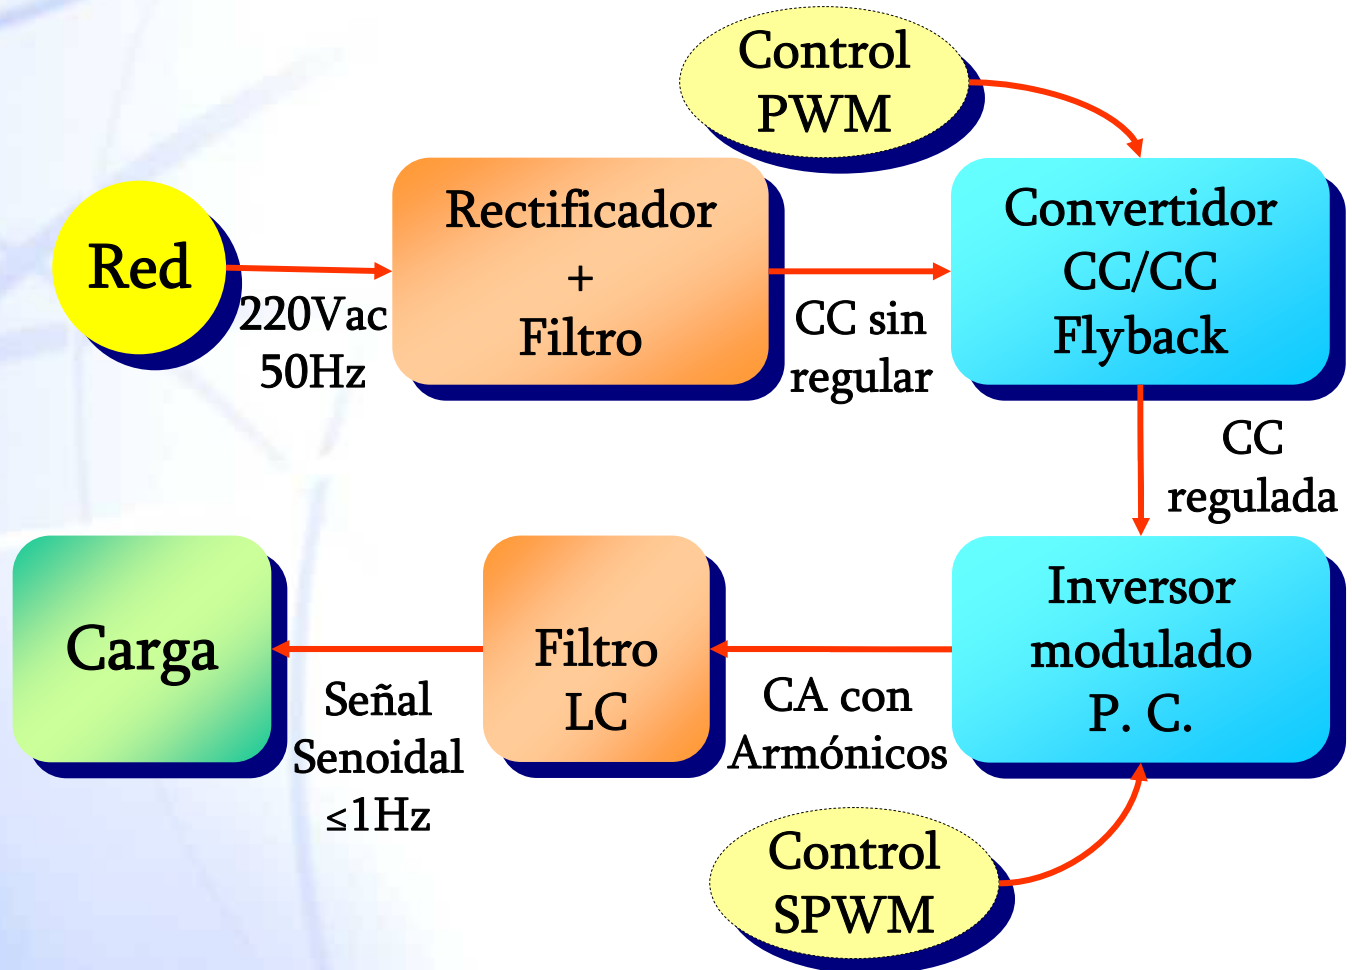 Control
PWM
Red
220Vac
50Hz
Rectificador
+
Filtro
CC sin
regular
Convertidor
CC/CC
Flyback
CC
regulada
Inversor
modulado
P. C.
Control
SPWM
CA con
Armónicos
Filtro
LC
Señal
Senoidal
≤1Hz
Carga